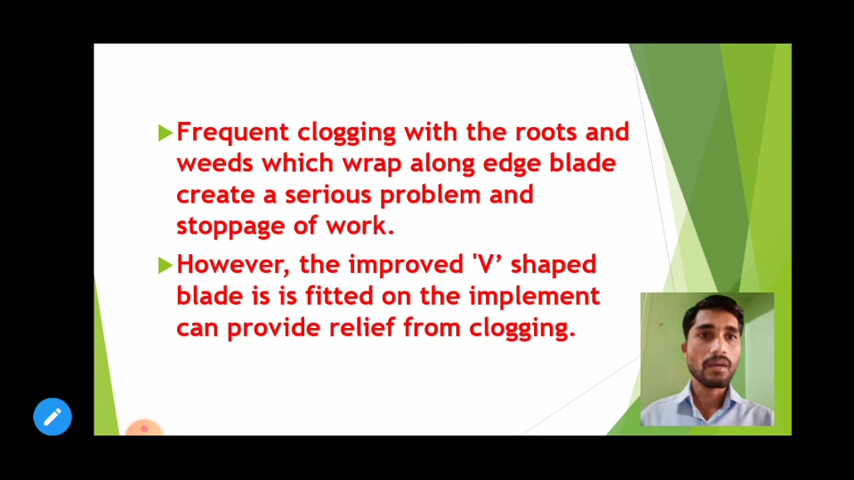 Frequent clogging with the roots and
weeds which wrap along edge blade
create a serious problem and
stoppage of work.
However, the improved 'V’ shaped
blade is is fitted on the implement
can provide relief from clogging.